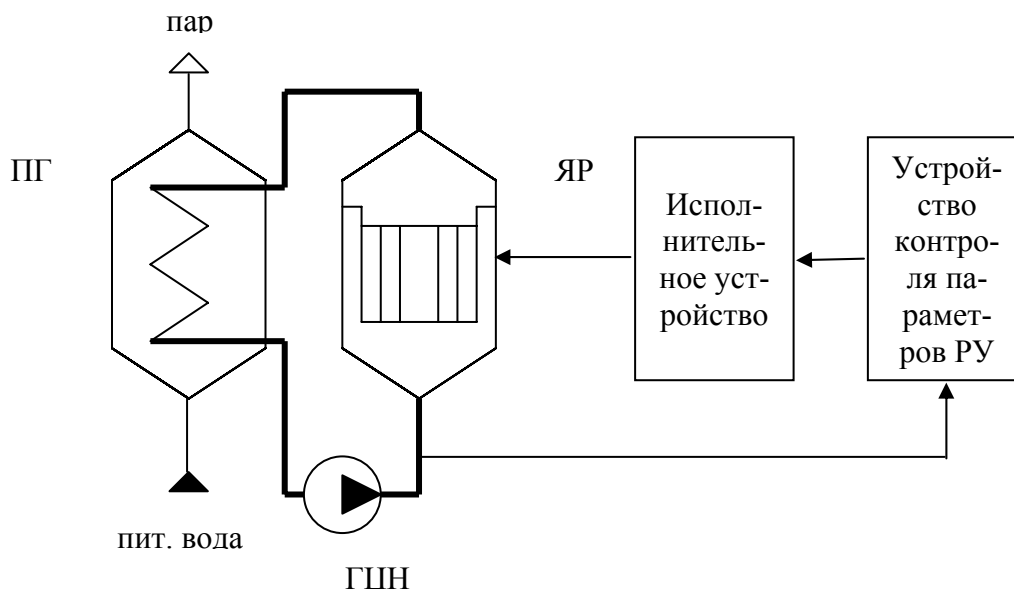 пар
ПГ
ЯР
Испол-
нитель-
ное уст-
ройство
Устрой-
ство
контро-
ля па-
рамет-
ров РУ
пит. вода
ГЦН